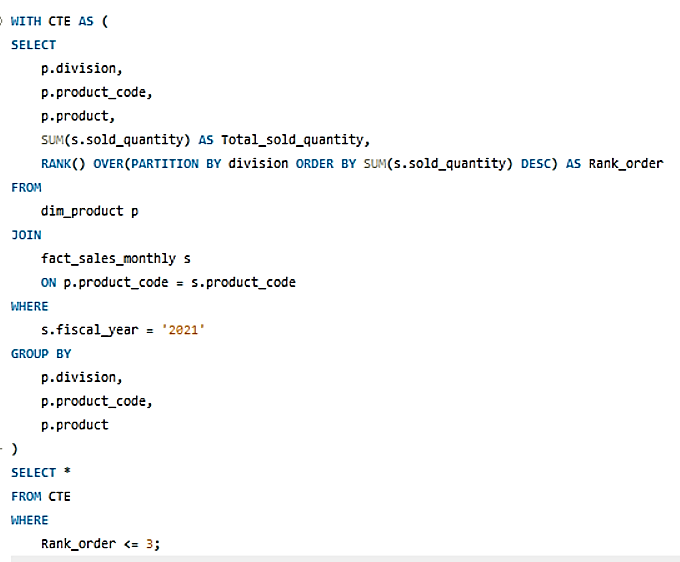 WITH CTE AS (
SELECT
p.division,
p.product_code,
p.product,
SUM(s.sold_quantity) AS Total_sold_quantity,
RANK() OVER(PARTITION BY division ORDER BY SUM(s.sold_quantity) DESC) AS Rank_order
FROM
dim_product p
JOIN
fact_sales_monthly s
ON p.product_code = s.product_code
WHERE
s.fiscal_year = '2021'
GROUP BY
p.division,
p.product_code,
p.product
)
SELECT *
FROM CTE
WHERE
Rank_order <= 3;